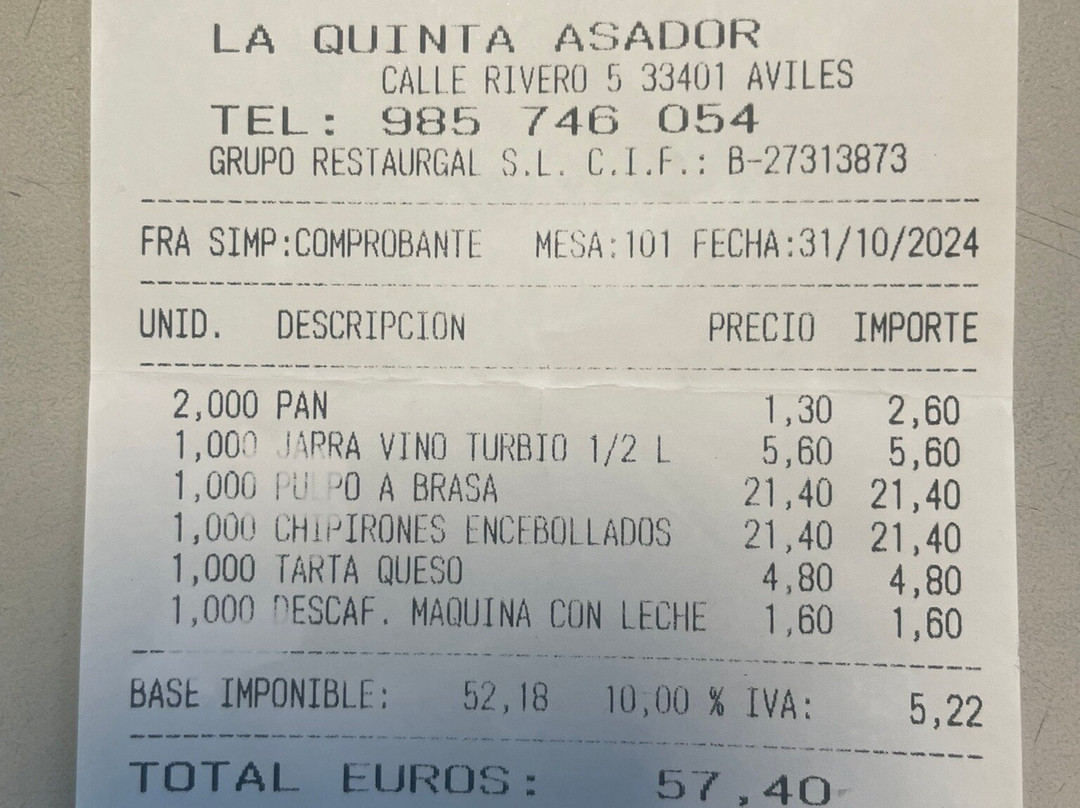 LA QUINTA ASADOR
CALLE RIVERO 5 33401 AVILES
TEL: 985 746 054
GRUPO RESTAURGAL S.L. C.I.F.: B-27313873
FRA SIMP:COMPROBANTE MESA:101 FECHA:31/10/2024
UNID. DESCRIPCION PRECIO IMPORTE
2,000 PAN 1,30 2,60
1,000 JARRA VINO TURBIO 1/2 L 5,60 5,60
1,000 PULPO A BRASA 21,40 21,40
1,000 CHIPIRONES ENCEBOLLADOS 21,40 21,40
1,000 TARTA QUESO 4,80 4,80
1,000 DESCAF. MAQUINA CON LECHE 1,60 1,60
BASE IMPONIBLE: 52,18 10,00 % IVA: 5,22
TOTAL EUROS: 57,40